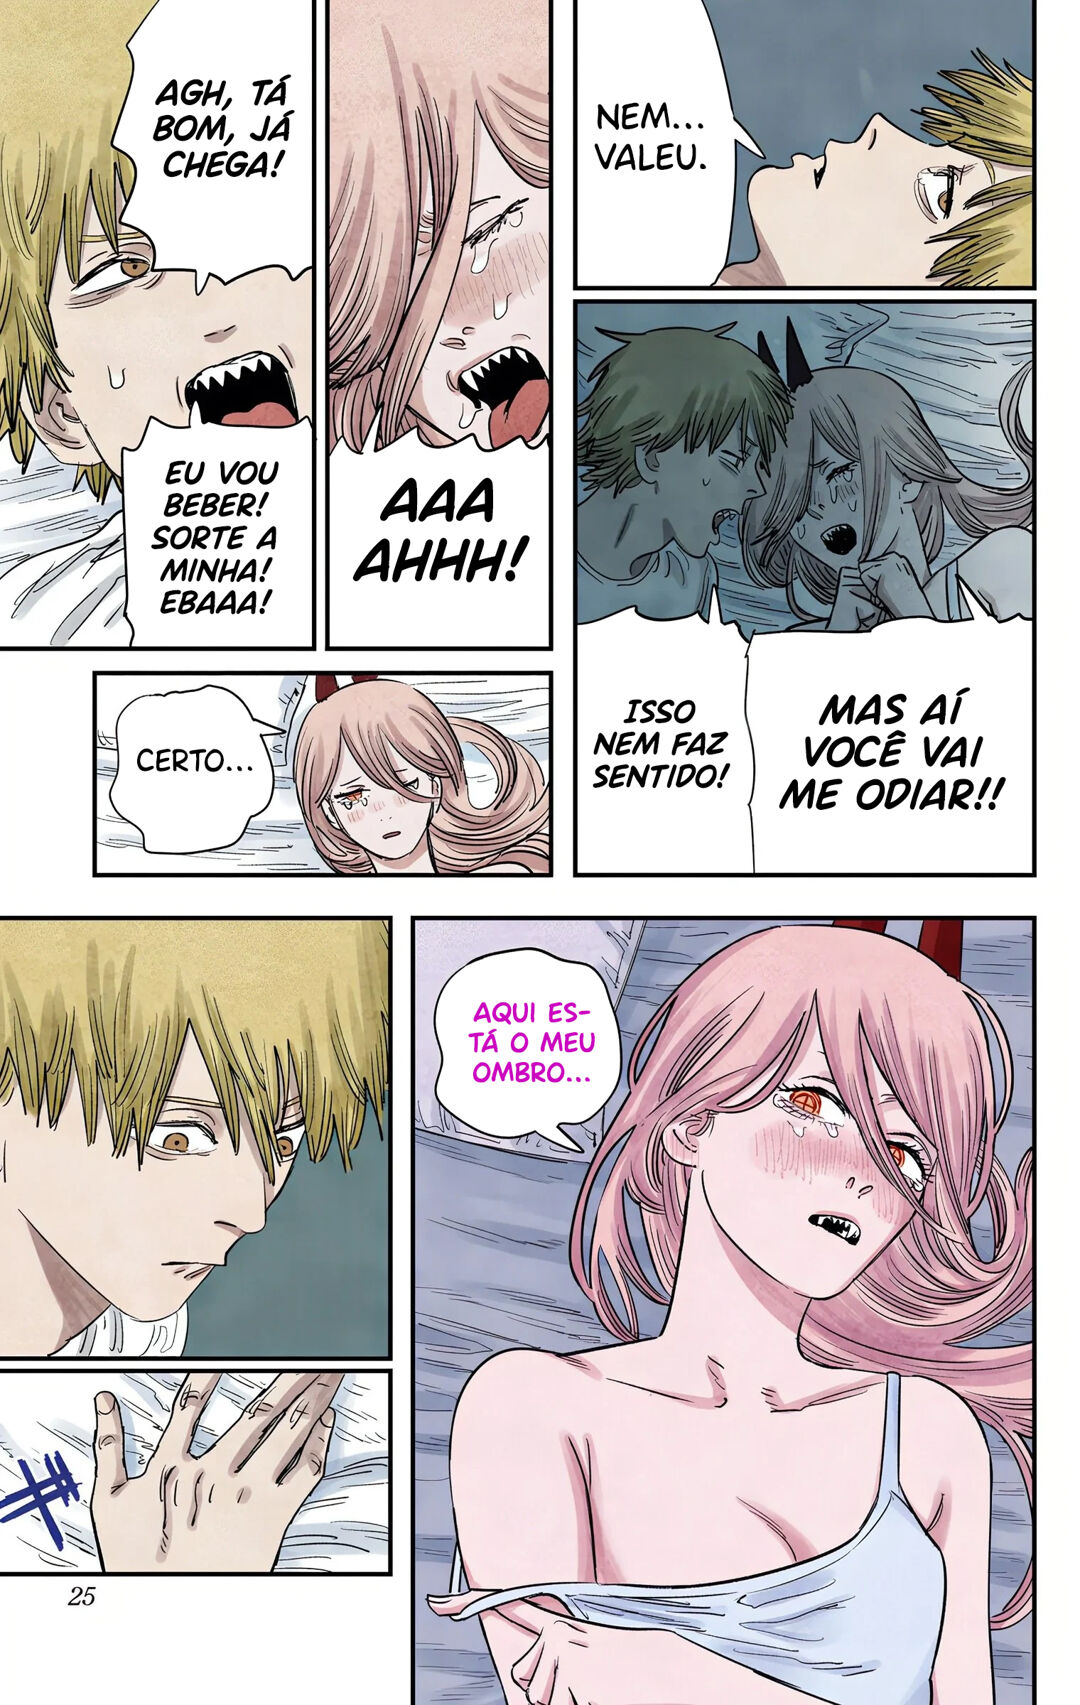 NEM...
VALEU.
ISSO
NEM FAZ
SENTIDO!
MAS AÍ
VOCÊ VAI
ME ODIAR!!
AAA
AHHH!
AGH, TÁ
BOM, JÁ
CHEGA!
EU VOU
BEBER!
SORTE A
MINHA!
EBAAA!
CERTO...
AQUI ES-
TÁ O MEU
OMBRO...
25